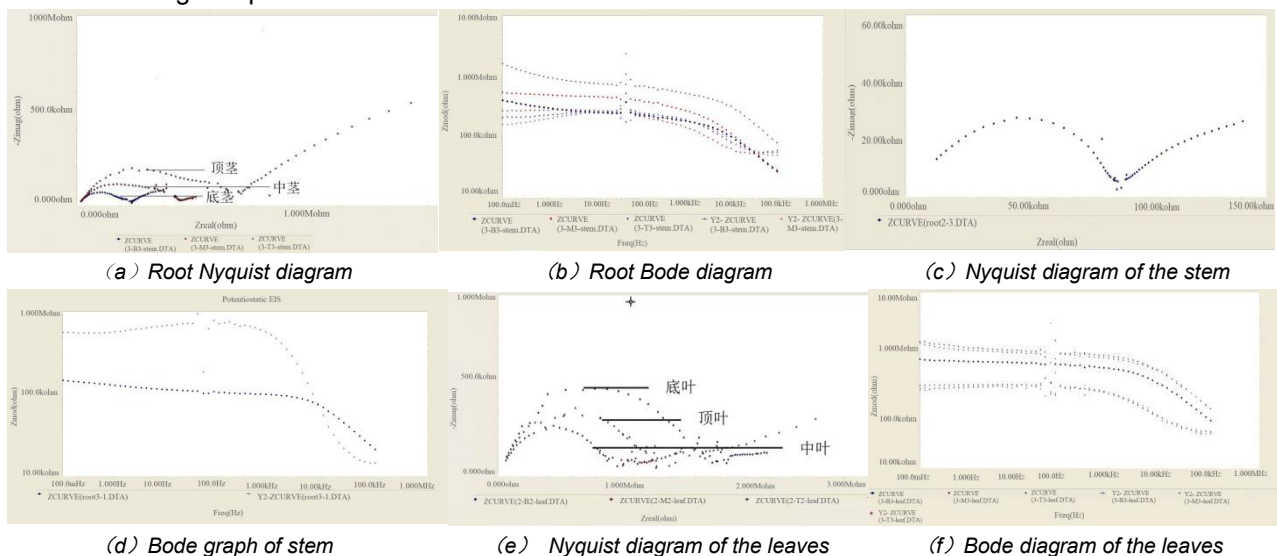 1000Mohm
500.0kohm
0.000ohm
-Zimag(ohm)
顶茎
中茎
底茎
0.000ohm
1.000Mohm
Zreal(ohm)
ZCURVE ZCURVE ZCURVE
(3-B3-stem.DTA) (3-M3-stem.DTA) (3-T3-stem.DTA)
(a) Root Nyquist diagram
10.00Mohm
1.000Mohm
100.0kohm
10.00kohm
Zmod(ohm)
100.0mHz 1.000Hz 10.00Hz 100.0Hz 1.000kHz 10.00kHz 100.0kHz 1.000MHz
ZCURVE ZCURVE ZCURVE Y2- ZCURVE Y2- ZCURVE(3-
(3-B3-stem.DTA) (3-M3-stem.DTA) (3-T3-stem.DTA) (3-B3-stem.DTA) M3-stem.DTA)
Freq(Hz)
(b) Root Bode diagram
60.00kohm
40.00kohm
20.00kohm
0.000ohm
-Zimag(ohm)
0.000ohm 50.00kohm 100.00kohm 150.00kohm
ZCURVE(root2-3.DTA)
Zreal(ohm)
(c) Nyquist diagram of the stem
Potentiostatic EIS
1.000Mohm
100.0kohm
10.00kohm
Zmod(ohm)
100.0mHz 1.000Hz 10.00Hz 100.0Hz 1.000kHz 10.00kHz 100.0kHz 1.000MHz
ZCURVE(root3-1.DTA) Y2-ZCURVE(root3-1.DTA)
Freq(Hz)
(d) Bode graph of stem
1.000Mohm
500.0kohm
0.000ohm
-Zimag(ohm)
底叶
顶叶
中叶
0.000ohm 1.000Mohm 2.000Mohm 3.000Mohm
ZCURVE(2-B2-leaf.DTA) ZCURVE(2-M2-leaf.DTA) ZCURVE(2-T2-leaf.DTA)
Zreal(ohm)
(e) Nyquist diagram of the leaves
10.00Mohm
1.000Mohm
100.0kohm
10.00kohm
Zmod(ohm)
100.0mHz 1.000Hz 10.00Hz 100.0Hz 1.000kHz 10.00kHz 100.0kHz 1.000MHz
ZCURVE ZCURVE ZCURVE Y2- ZCURVE Y2- ZCURVE
(3-B3-leaf.DTA) (3-M3-leaf.DTA) (3-T3-leaf.DTA) (3-B3-leaf.DTA) (3-M3-leaf.DTA)
Y2- ZCURVE
(3-T3-leaf.DTA)
Freq(Hz)
(f) Bode diagram of the leaves